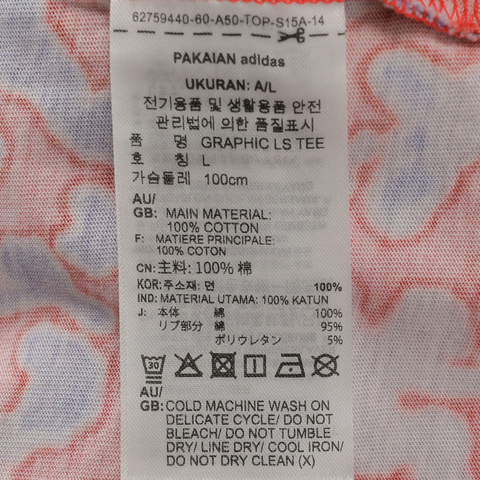 62759440-60-A50-TOP-S15A-14
PAKAIAN adidas
UKURAN: A/L
전기용품 및 생활용품 안전
관리법에 의한 품질표시
품 명 GRAPHIC LS TEE
호 칭 L
가슴둘레 100cm
AU/
GB: MAIN MATERIAL:
100% COTTON
F: MATIERE PRINCIPALE:
100% COTON
CN: 主料: 100% 棉
KOR: 주소재: 면 100%
IND: MATERIAL UTAMA: 100% KATUN
J: 本体 綿 100%
リブ部分 綿 95%
ポリウレタン 5%
30
AU/
GB: COLD MACHINE WASH ON
DELICATE CYCLE/ DO NOT
BLEACH/ DO NOT TUMBLE
DRY/ LINE DRY/ COOL IRON/
DO NOT DRY CLEAN (X)